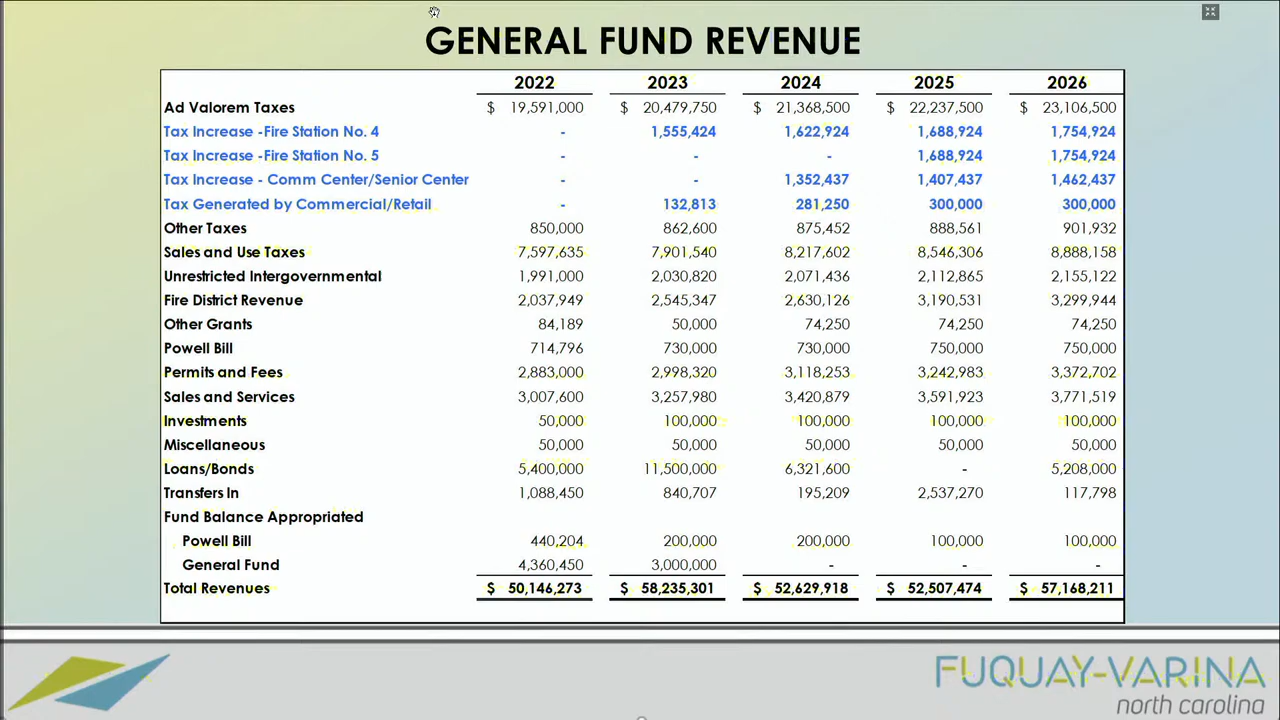 GENERAL FUND REVENUE
2022 2023 2024 2025 2026
Ad Valorem Taxes $ 19,591,000 $ 20,479,750 $ 21,368,500 $ 22,237,500 $ 23,106,500
Tax Increase -Fire Station No. 4 - 1,555,424 1,622,924 1,688,924 1,754,924
Tax Increase -Fire Station No. 5 - - - 1,688,924 1,754,924
Tax Increase - Comm Center/Senior Center - - 1,352,437 1,407,437 1,462,437
Tax Generated by Commercial/Retail - 132,813 281,250 300,000 300,000
Other Taxes 850,000 862,600 875,452 888,561 901,932
Sales and Use Taxes 7,597,635 7,901,540 8,217,602 8,546,306 8,888,158
Unrestricted Intergovernmental 1,991,000 2,030,820 2,071,436 2,112,865 2,155,122
Fire District Revenue 2,037,949 2,545,347 2,630,126 3,190,531 3,299,944
Other Grants 84,189 50,000 74,250 74,250 74,250
Powell Bill 714,796 730,000 730,000 750,000 750,000
Permits and Fees 2,883,000 2,998,320 3,118,253 3,242,983 3,372,702
Sales and Services 3,007,600 3,257,980 3,420,879 3,591,923 3,771,519
Investments 50,000 100,000 100,000 100,000 100,000
Miscellaneous 50,000 50,000 50,000 50,000 50,000
Loans/Bonds 5,400,000 11,500,000 6,321,600 - 5,208,000
Transfers In 1,088,450 840,707 195,209 2,537,270 117,798
Fund Balance Appropriated
Powell Bill 440,204 200,000 200,000 100,000 100,000
General Fund 4,360,450 3,000,000 - - -
Total Revenues $ 50,146,273 $ 58,235,301 $ 52,629,918 $ 52,507,474 $ 57,168,211
FUQUAY-VARINA
north carolina